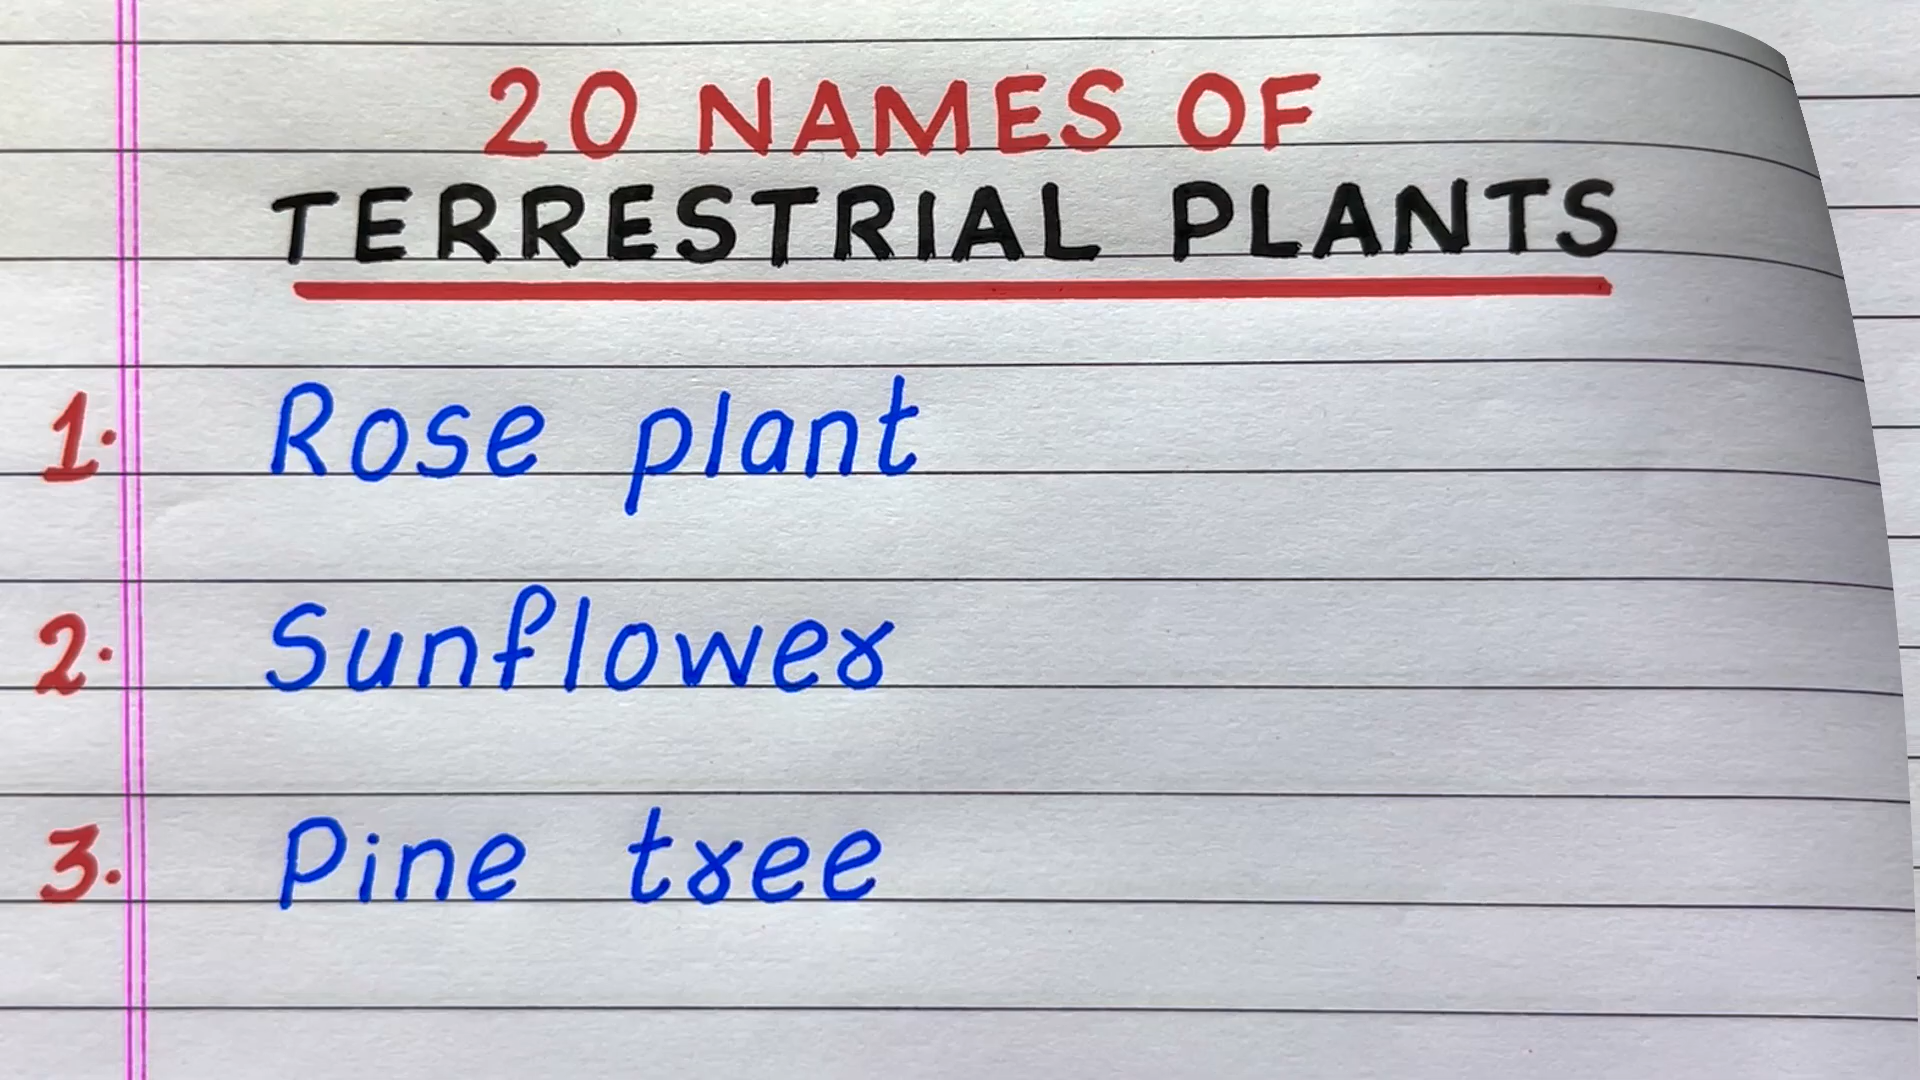 20 NAMES OF
TERRESTRIAL PLANTS
1. Rose plant
2. Sunflower
3. Pine tree